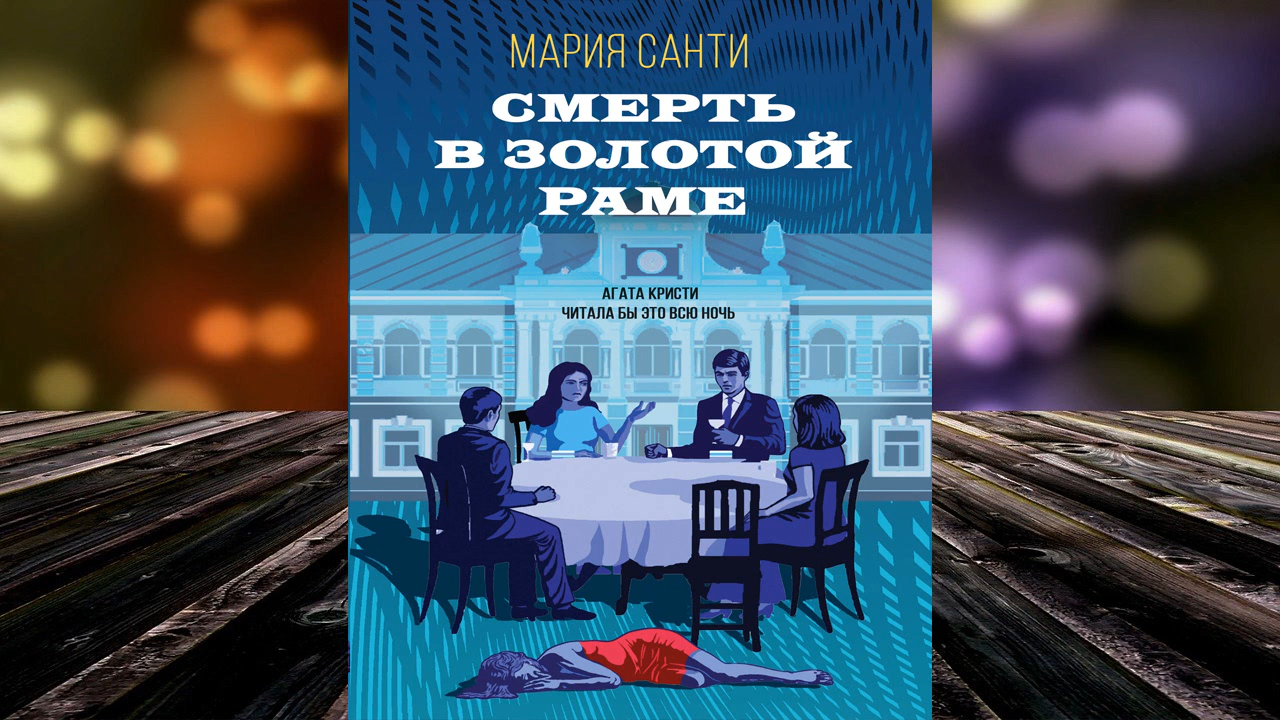 МАРИЯ САНТИ
СМЕРТЬ
В ЗОЛОТОЙ
РАМЕ
АГАТА КРИСТИ
ЧИТАЛА БЫ ЭТО ВСЮ НОЧЬ